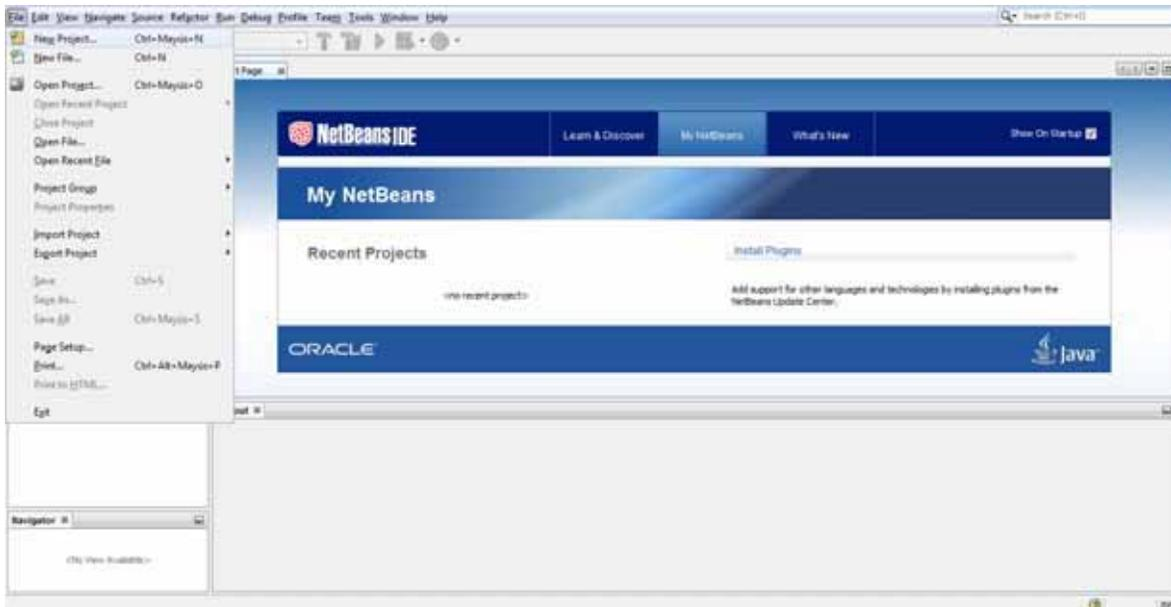 File Edit View Navigate Source Refactor Run Debug Profile Team Tools Window Help
Search (Ctrl+I)
New Project... Ctrl+Mayús+N
New File... Ctrl+N
Open Project... Ctrl+Mayús+O
Open Recent Project
Close Project
Open File...
Open Recent File
Project Group
Project Properties
Import Project
Export Project
Save Ctrl+S
Save As...
Save All Ctrl+Mayús+S
Page Setup...
Print... Ctrl+Alt+Mayús+P
Print to HTML...
Exit
t Page
NetBeans IDE
Learn & Discover
My NetBeans
What's New
Show On Startup
My NetBeans
Recent Projects
<no recent project>
Install Plugins
Add support for other languages and technologies by installing plugins from the
NetBeans Update Center.
ORACLE
Java
put
Navigator
<No View Available>